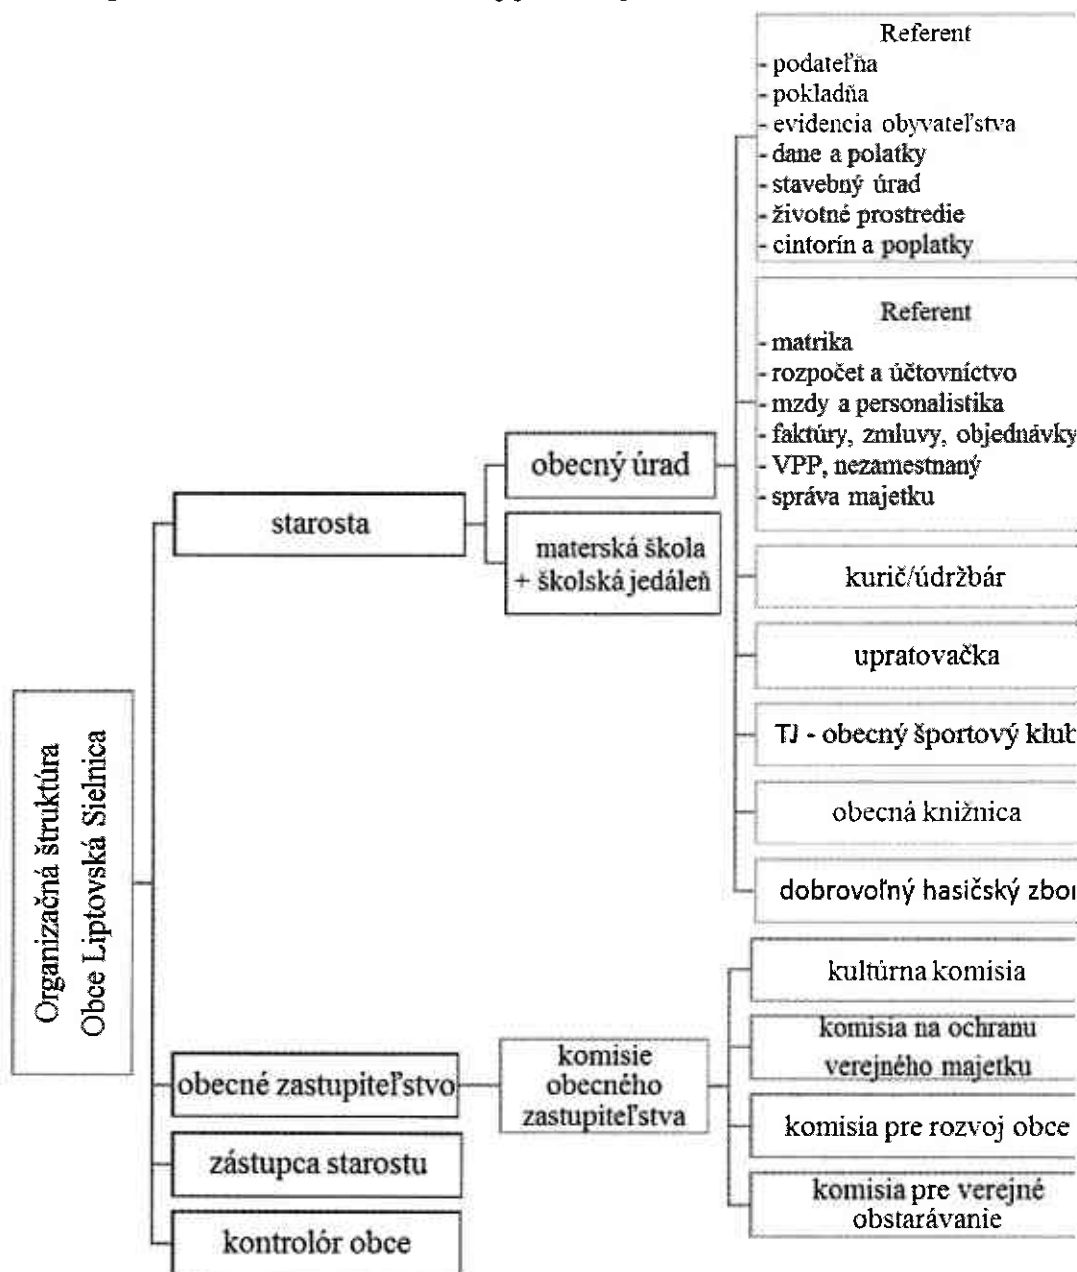 Organizačná štruktúra
Obce Liptovská Sielnica
starosta
obecný úrad
materská škola
+ školská jedáleň
Referent
- podateľňa
- pokladňa
- evidencia obyvateľstva
- dane a polatky
- stavebný úrad
- životné prostredie
- cintorín a poplatky
Referent
- matrika
- rozpočet a účtovníctvo
- mzdy a personalistika
- faktúry, zmluvy, objednávky
- VPP, nezamestnaný
- správa majetku
kurič/údržbár
upratovačka
TJ - obecný športový klub
obecná knižnica
dobrovoľný hasičský zbor
obecné zastupiteľstvo
komisie
obecného
zastupiteľstva
kultúrna komisia
komisia na ochranu
verejného majetku
komisia pre rozvoj obce
komisia pre verejné
obstarávanie
zástupca starostu
kontrolór obce